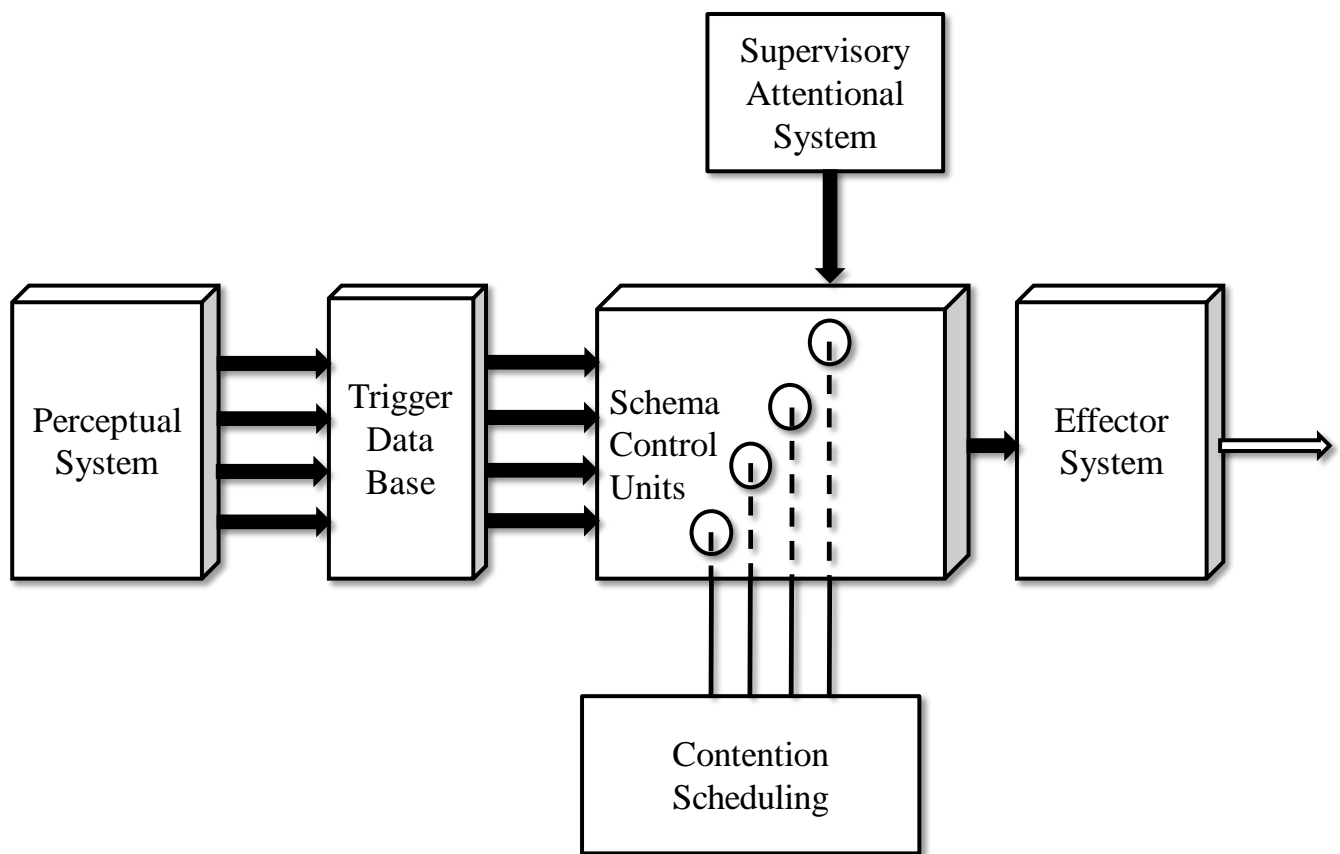 Supervisory
Attentional
System
Perceptual
System
Trigger
Data
Base
Schema
Control
Units
Effector
System
Contention
Scheduling